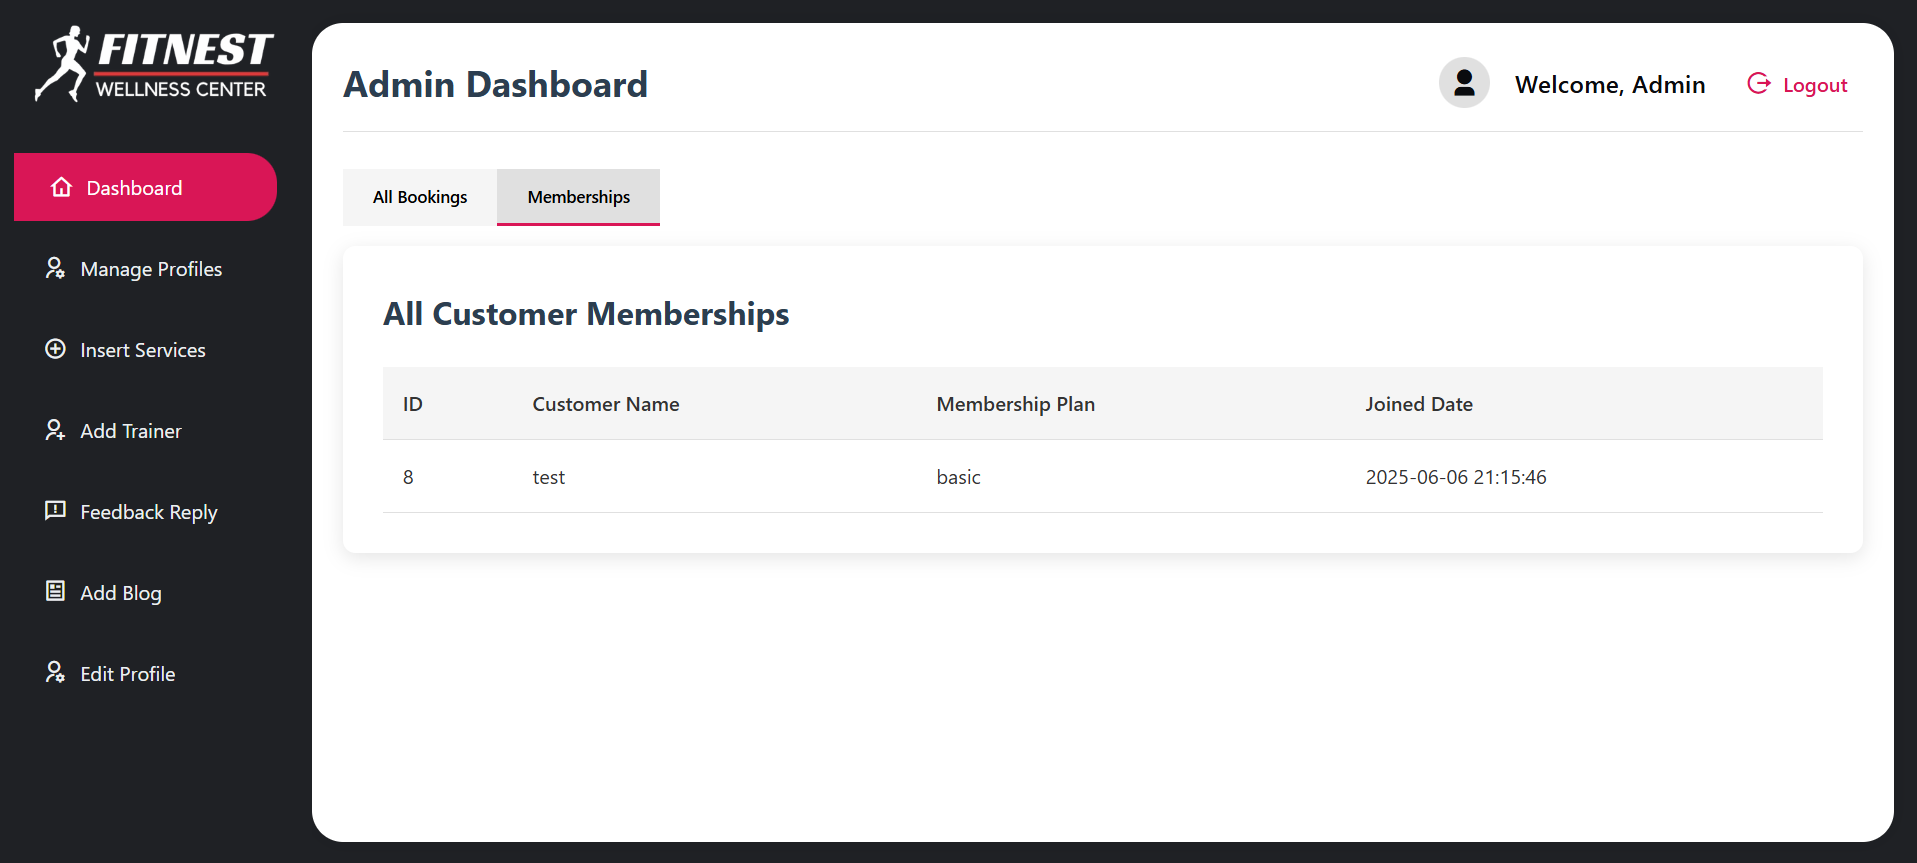 FITNEST
WELLNESS CENTER
Dashboard
Manage Profiles
Insert Services
Add Trainer
Feedback Reply
Add Blog
Edit Profile
Admin Dashboard
Welcome, Admin
Logout
All Bookings
Memberships
All Customer Memberships
ID Customer Name Membership Plan Joined Date
8 test basic 2025-06-06 21:15:46